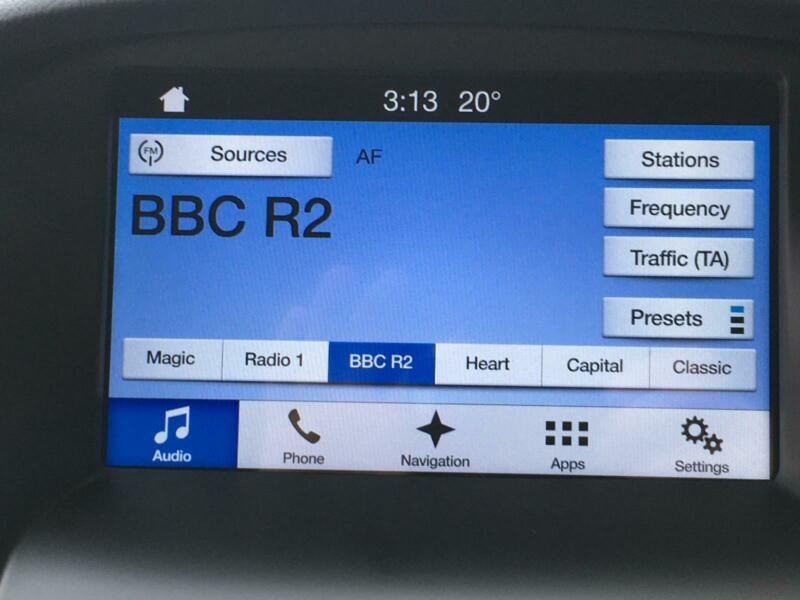 3:13 20°
FM Sources AF Stations
BBC R2
Frequency
Traffic (TA)
Presets
Magic Radio 1 BBC R2 Heart Capital Classic
Audio Phone Navigation Apps Settings